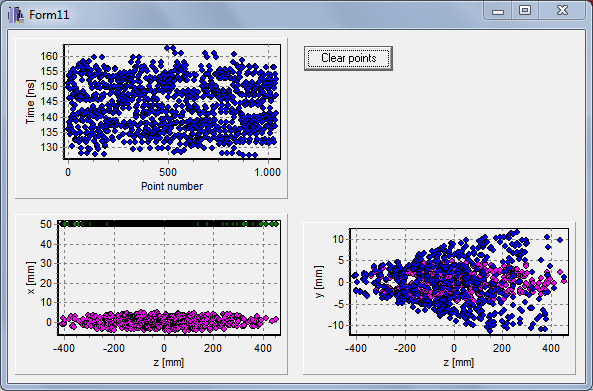 Form11
Clear points
Time [ns]
160
155
150
145
140
135
130
0 500 1.000
Point number
x [mm]
50
40
30
20
10
0
-400 -200 0 200 400
z [mm]
y [mm]
10
5
0
-5
-10
-400 -200 0 200 400
z [mm]